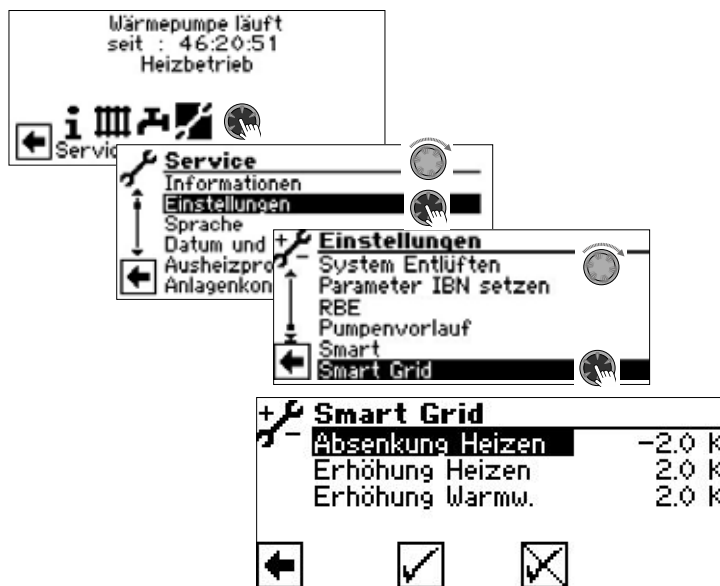 Wärmepumpe läuft
seit : 46:20:51
Heizbetrieb
Servic
Service
Informationen
Einstellungen
Sprache
Datum und
Ausheizpro
Anlagenkon
Einstellungen
System Entlüften
Parameter IBN setzen
RBE
Pumpenvorlauf
Smart
Smart Grid
Smart Grid
Absenkung Heizen -2.0 K
Erhöhung Heizen 2.0 K
Erhöhung Warmw. 2.0 K